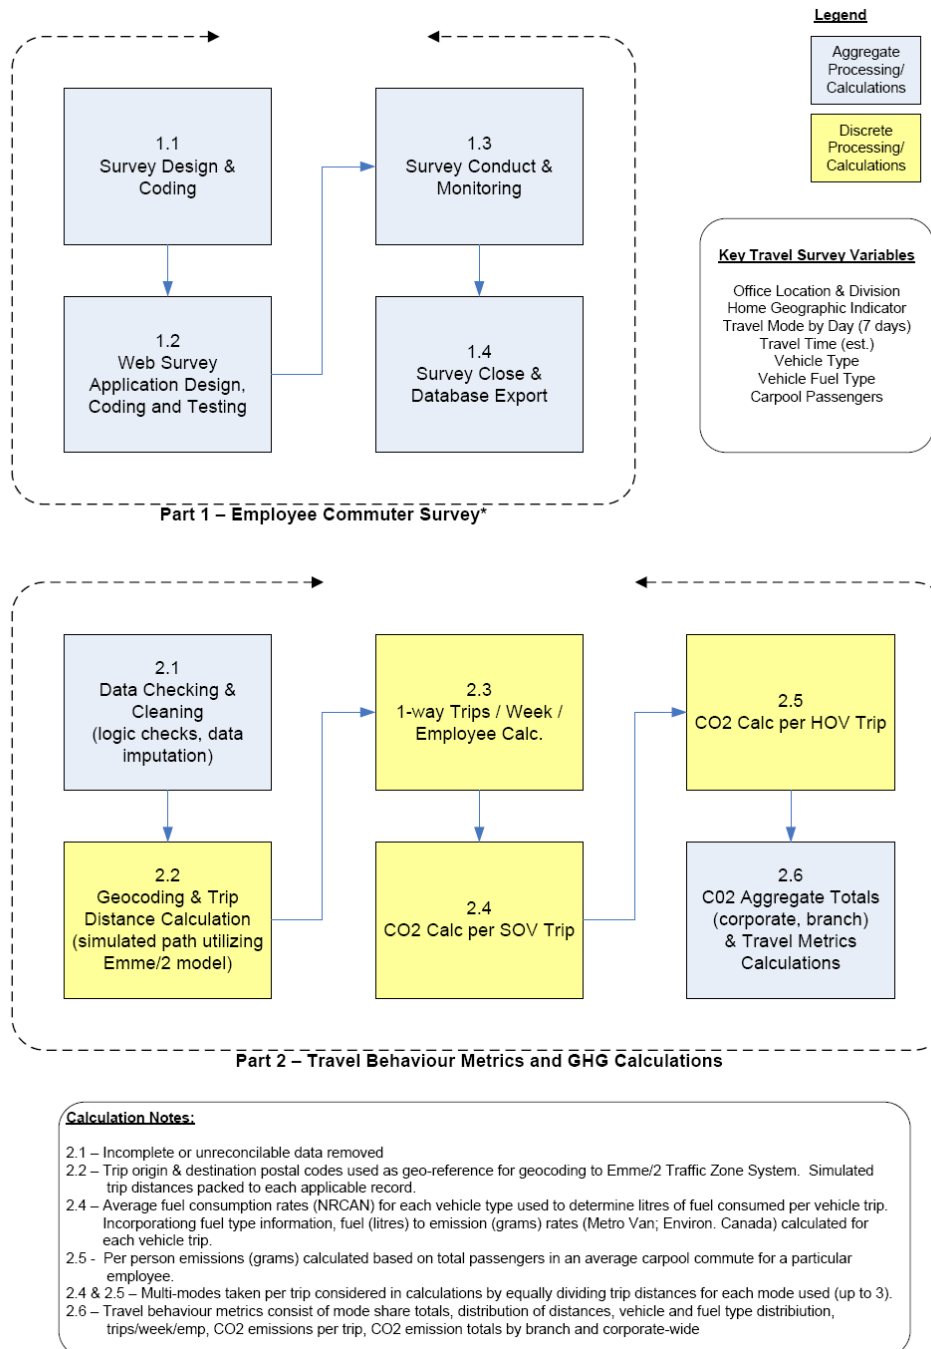 Legend
Aggregate
Processing/
Calculations
Discrete
Processing/
Calculations
Key Travel Survey Variables
Office Location & Division
Home Geographic Indicator
Travel Mode by Day (7 days)
Travel Time (est.)
Vehicle Type
Vehicle Fuel Type
Carpool Passengers
1.1
Survey Design &
Coding
1.2
Web Survey
Application Design,
Coding and Testing
1.3
Survey Conduct &
Monitoring
1.4
Survey Close &
Database Export
Part 1 – Employee Commuter Survey*
2.1
Data Checking &
Cleaning
(logic checks, data
imputation)
2.2
Geocoding & Trip
Distance Calculation
(simulated path utilizing
Emme/2 model)
2.3
1-way Trips / Week /
Employee Calc.
2.4
CO2 Calc per SOV Trip
2.5
CO2 Calc per HOV Trip
2.6
C02 Aggregate Totals
(corporate, branch)
& Travel Metrics
Calculations
Part 2 – Travel Behaviour Metrics and GHG Calculations
Calculation Notes:
2.1 – Incomplete or unreconcilable data removed
2.2 – Trip origin & destination postal codes used as geo-reference for geocoding to Emme/2 Traffic Zone System. Simulated
trip distances packed to each applicable record.
2.4 – Average fuel consumption rates (NRCAN) for each vehicle type used to determine litres of fuel consumed per vehicle trip.
Incorporationg fuel type information, fuel (litres) to emission (grams) rates (Metro Van; Environ. Canada) calculated for
each vehicle trip.
2.5 - Per person emissions (grams) calculated based on total passengers in an average carpool commute for a particular
employee.
2.4 & 2.5 – Multi-modes taken per trip considered in calculations by equally dividing trip distances for each mode used (up to 3).
2.6 – Travel behaviour metrics consist of mode share totals, distribution of distances, vehicle and fuel type distribiution,
trips/week/emp, CO2 emissions per trip, CO2 emission totals by branch and corporate-wide